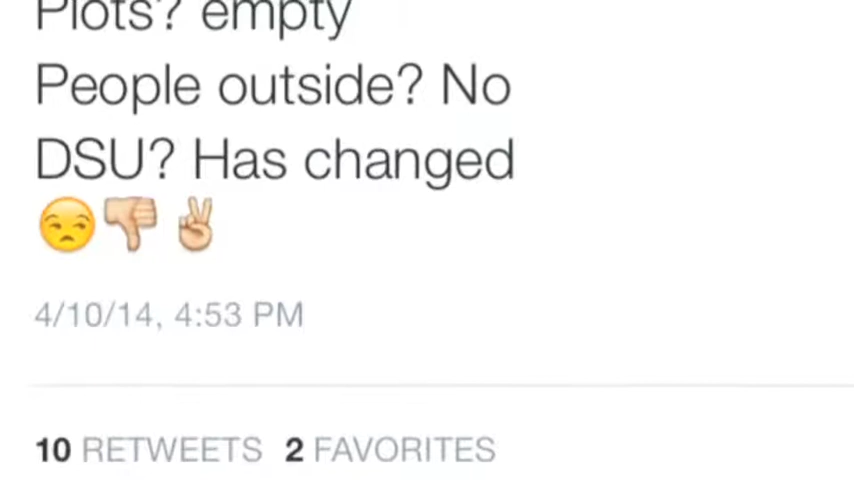 Plots? empty
People outside? No
DSU? Has changed
😒👎✌
4/10/14, 4:53 PM
10 RETWEETS 2 FAVORITES